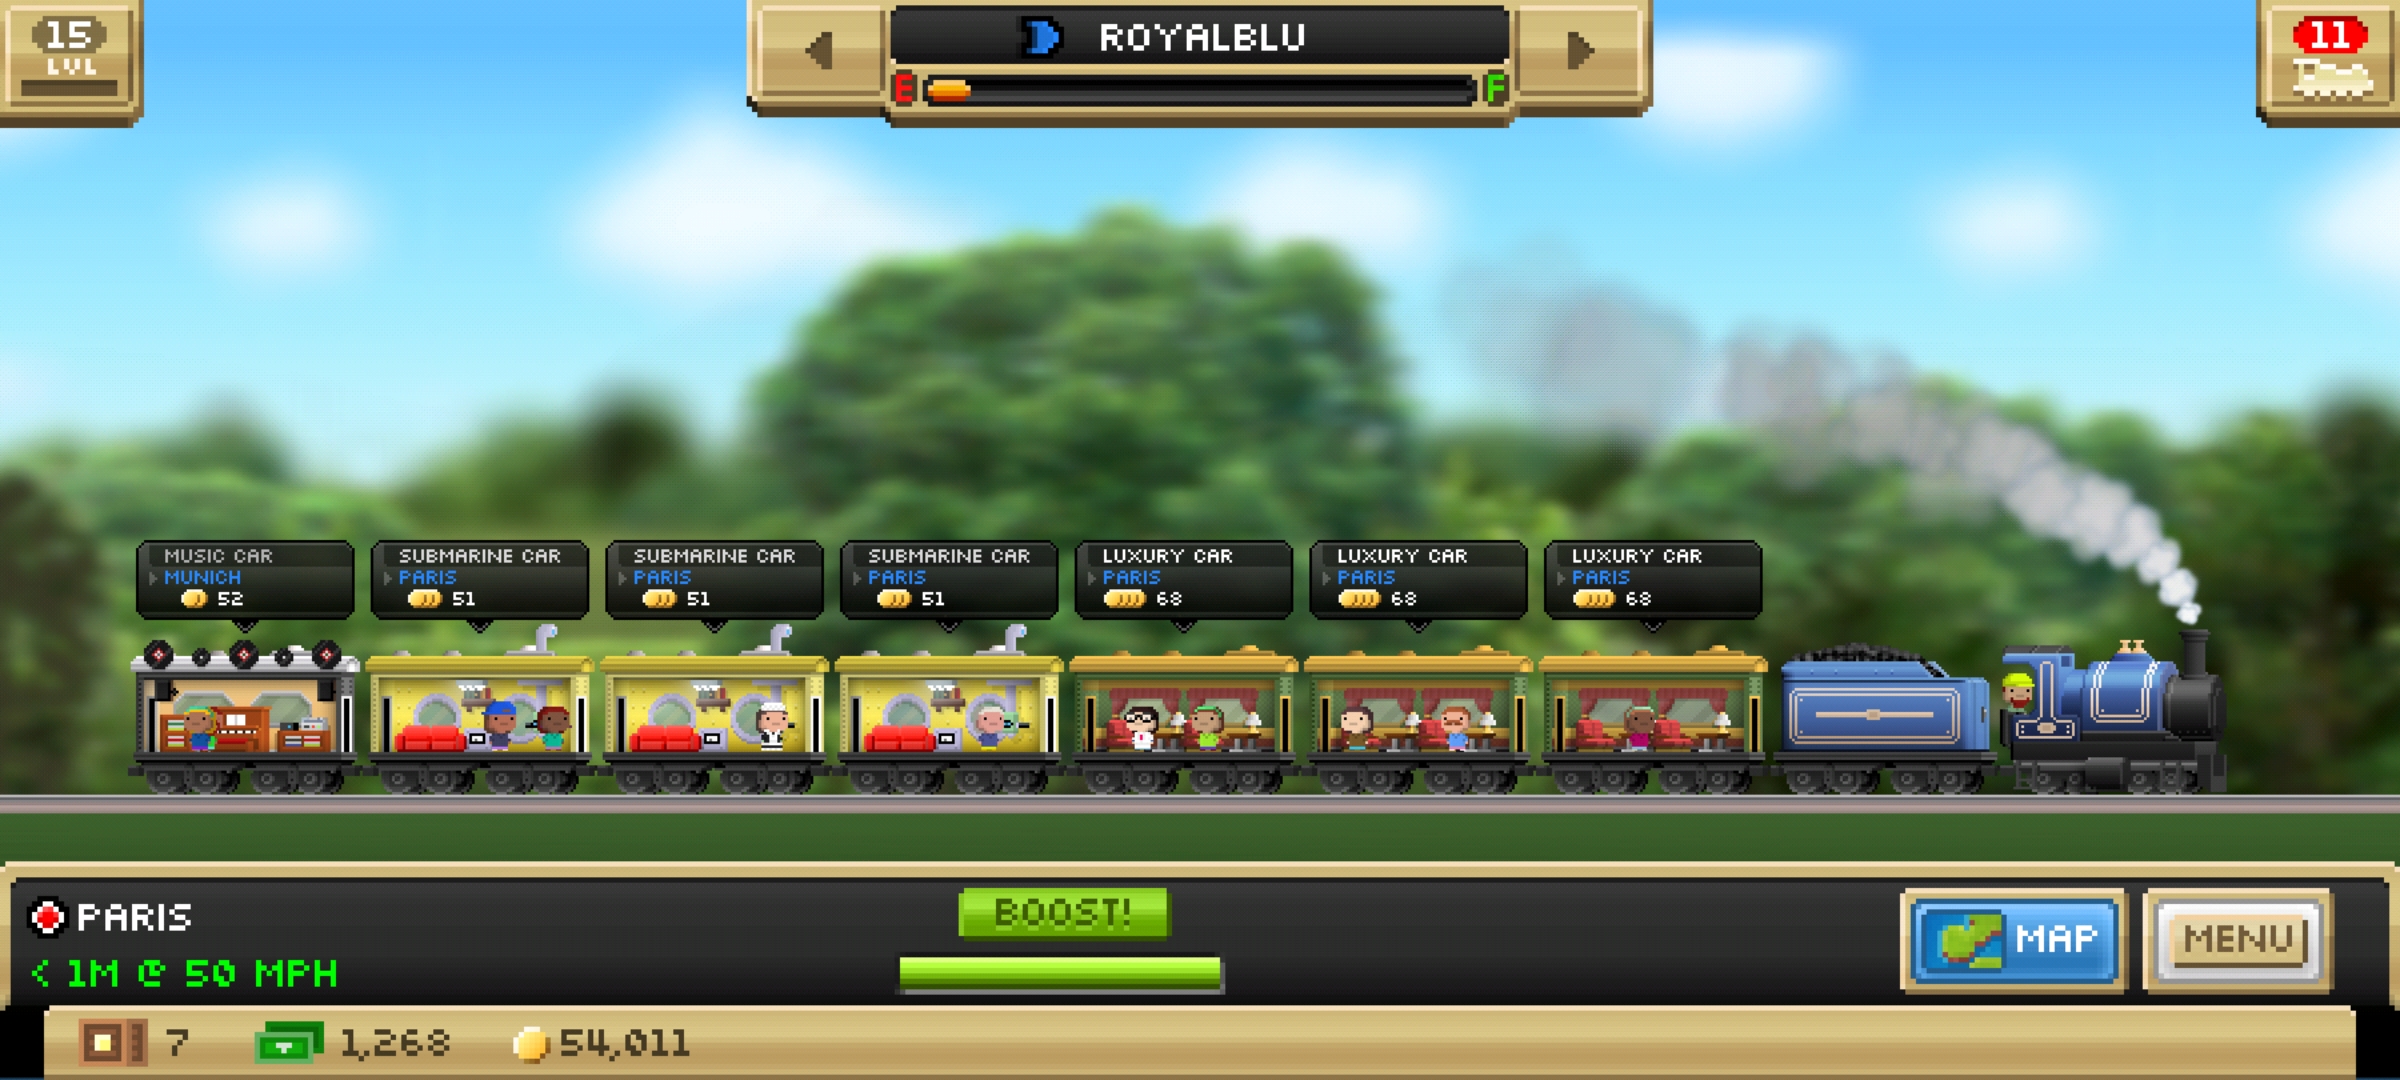 15
LVL
ROYALBLU
E
F
11
MUSIC CAR
MUNICH
52
SUBMARINE CAR
PARIS
51
SUBMARINE CAR
PARIS
51
SUBMARINE CAR
PARIS
51
LUXURY CAR
PARIS
68
LUXURY CAR
PARIS
68
LUXURY CAR
PARIS
68
PARIS
< 1M @ 50 MPH
BOOST!
MAP
MENU
7
1,268
54,011